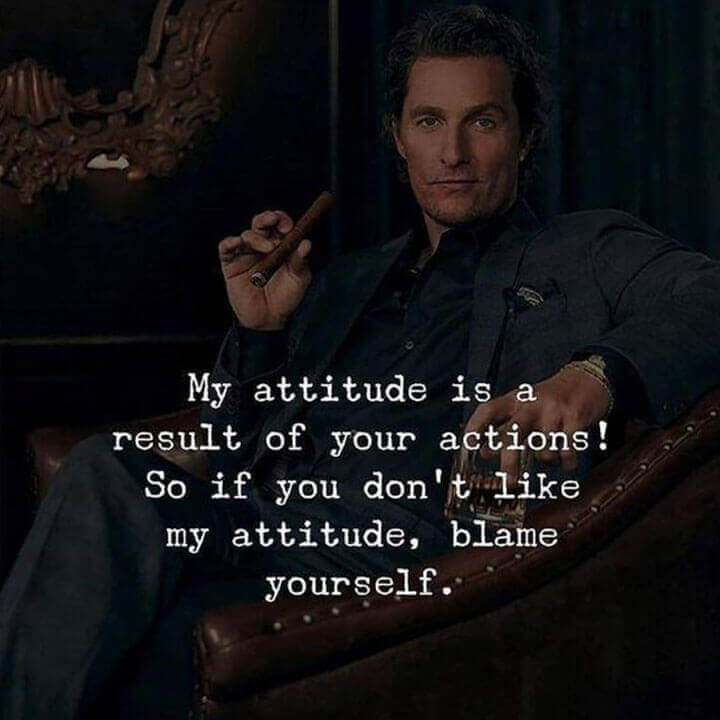 My attitude is a
result of your actions!
So if you don't like
my attitude, blame
yourself.